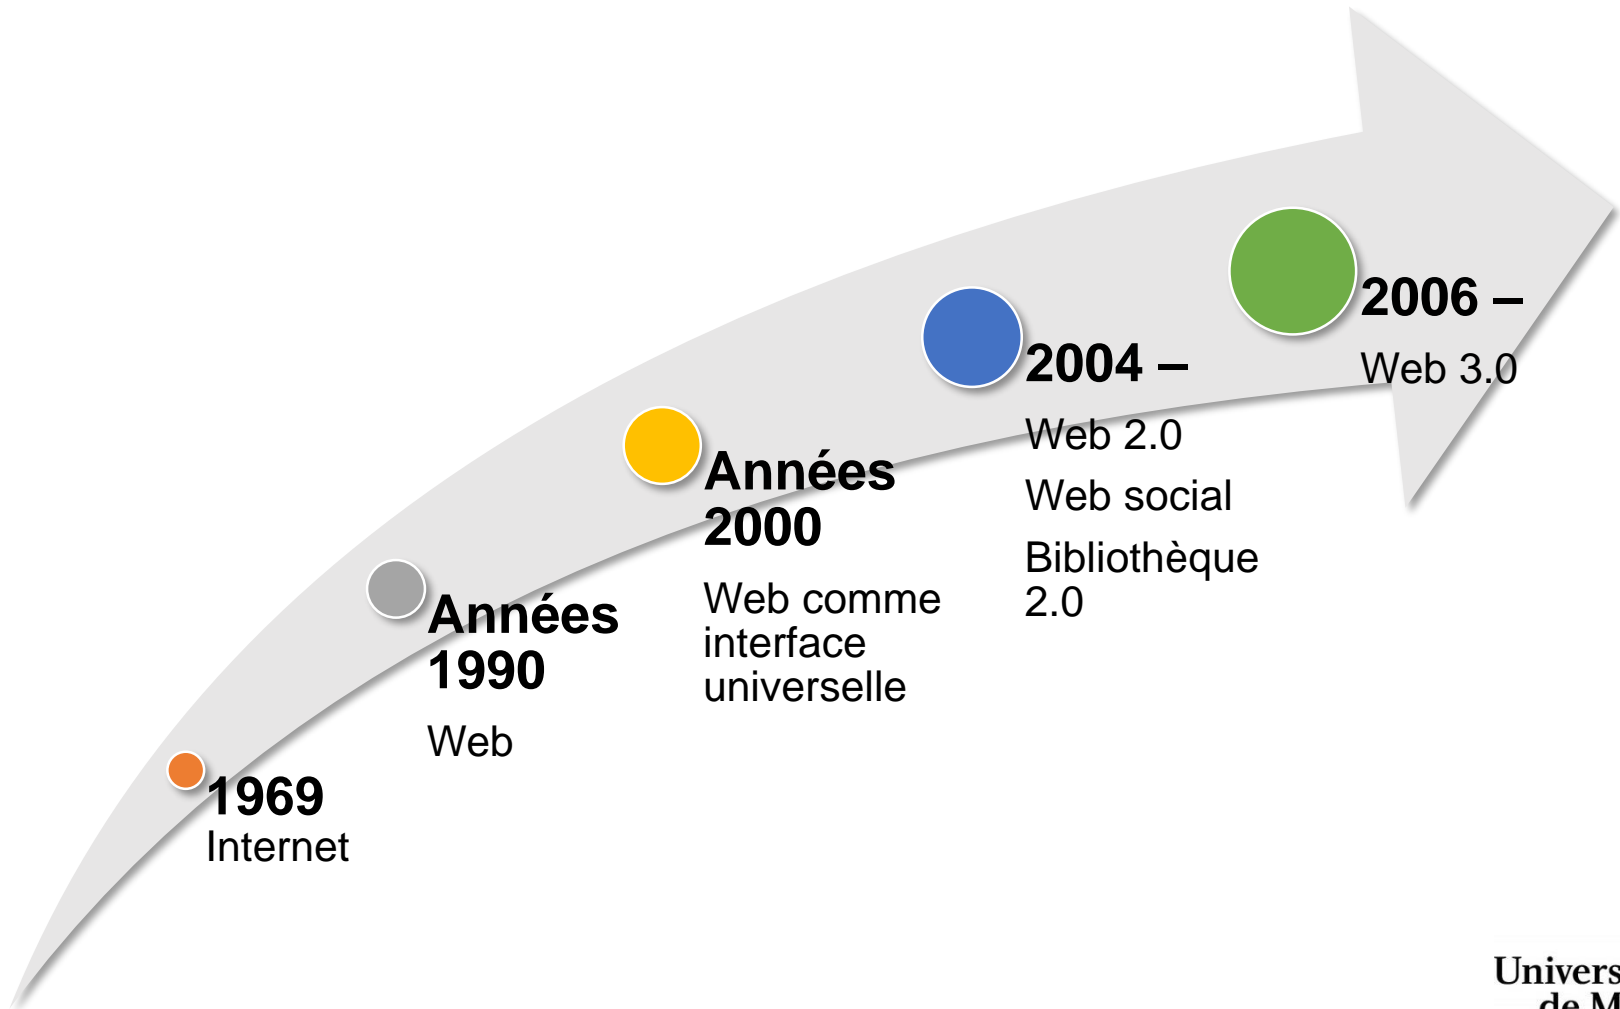 1969
Internet
Années
1990
Web
Années
2000
Web comme
interface
universelle
2004 –
Web 2.0
Web social
Bibliothèque
2.0
2006 –
Web 3.0
de